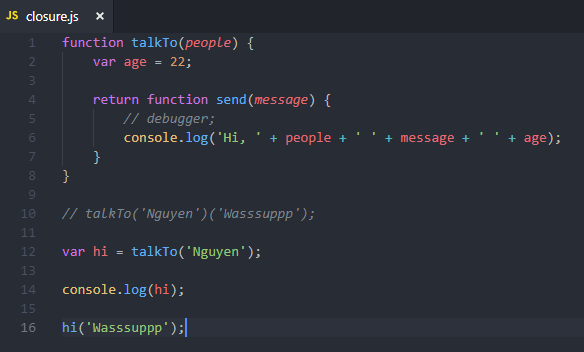 JS closure.js ×
1 function talkTo(people) {
2 var age = 22;
3
4 return function send(message) {
5 // debugger;
6 console.log('Hi, ' + people + ' ' + message + ' ' + age);
7 }
8 }
9
10 // talkTo('Nguyen')('Wasssuppp');
11
12 var hi = talkTo('Nguyen');
13
14 console.log(hi);
15
16 hi('Wasssuppp');